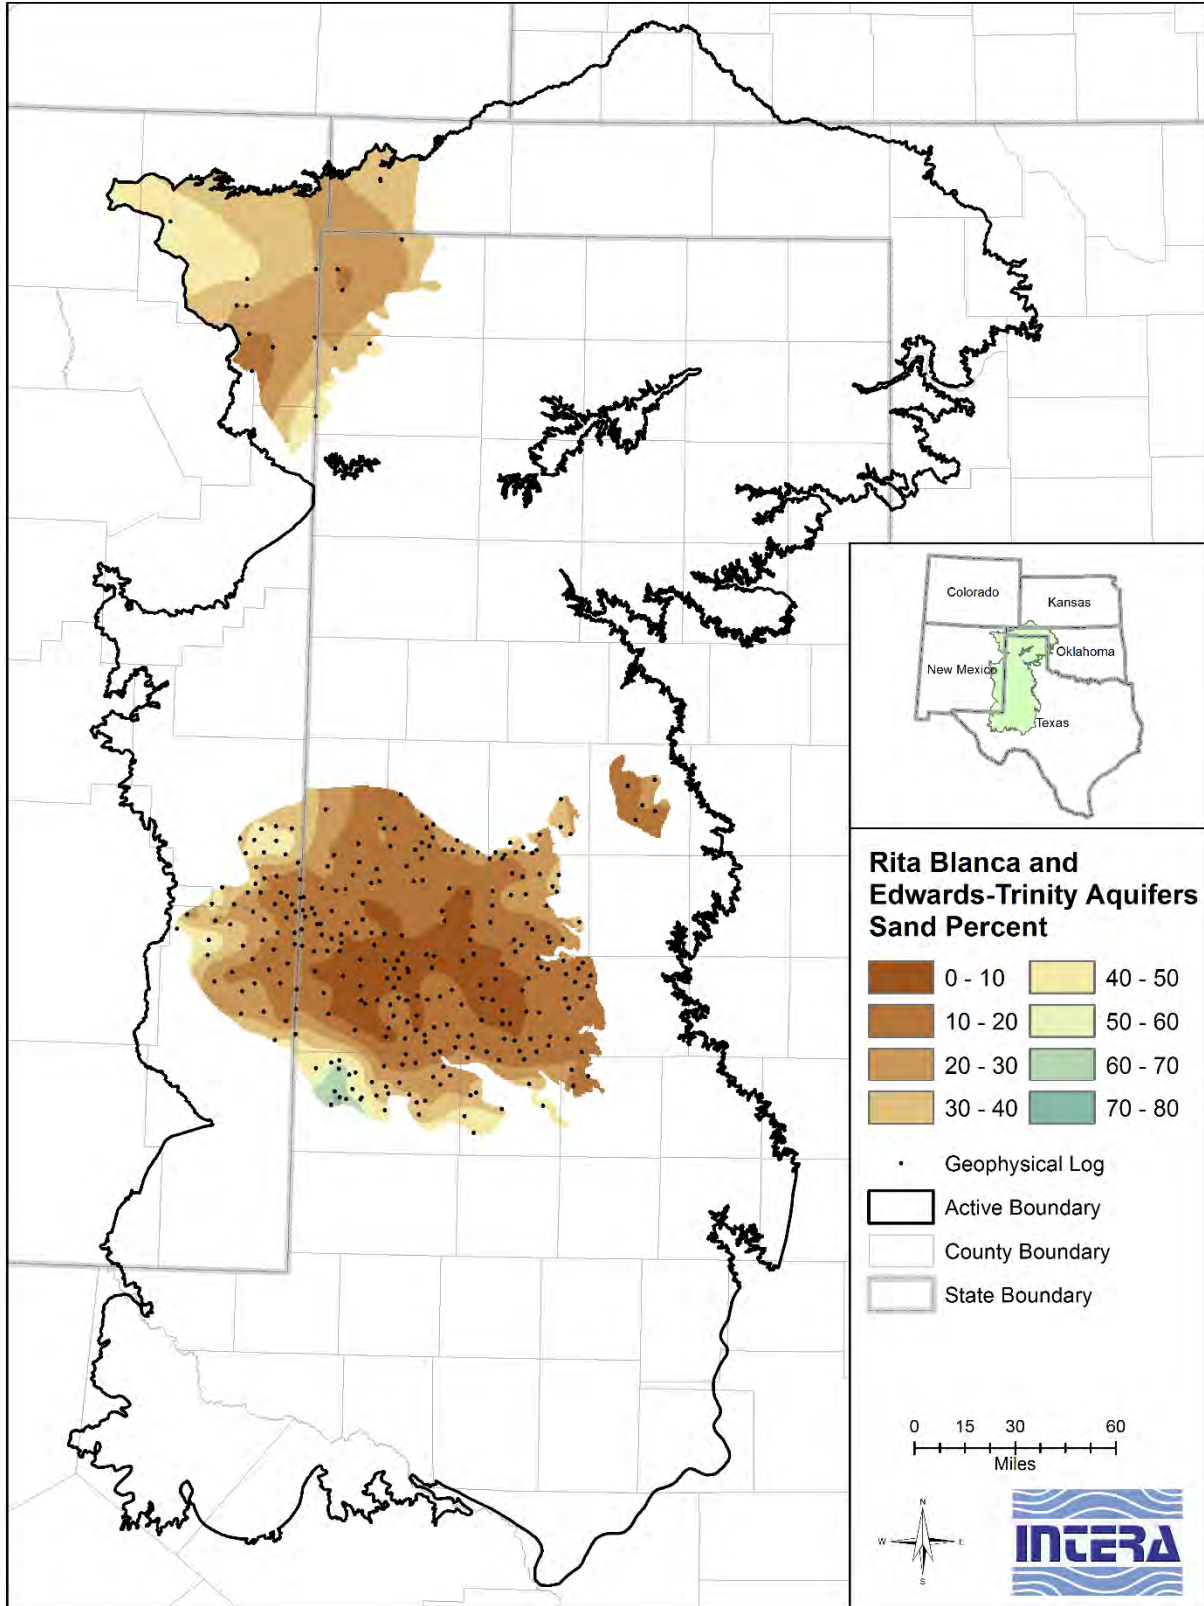 Colorado
Kansas
Oklahoma
New Mexico
Texas
Rita Blanca and
Edwards-Trinity Aquifers
Sand Percent
0 - 10
40 - 50
10 - 20
50 - 60
20 - 30
60 - 70
30 - 40
70 - 80
Geophysical Log
Active Boundary
County Boundary
State Boundary
0 15 30 60
Miles
N
W E
S
INTERA